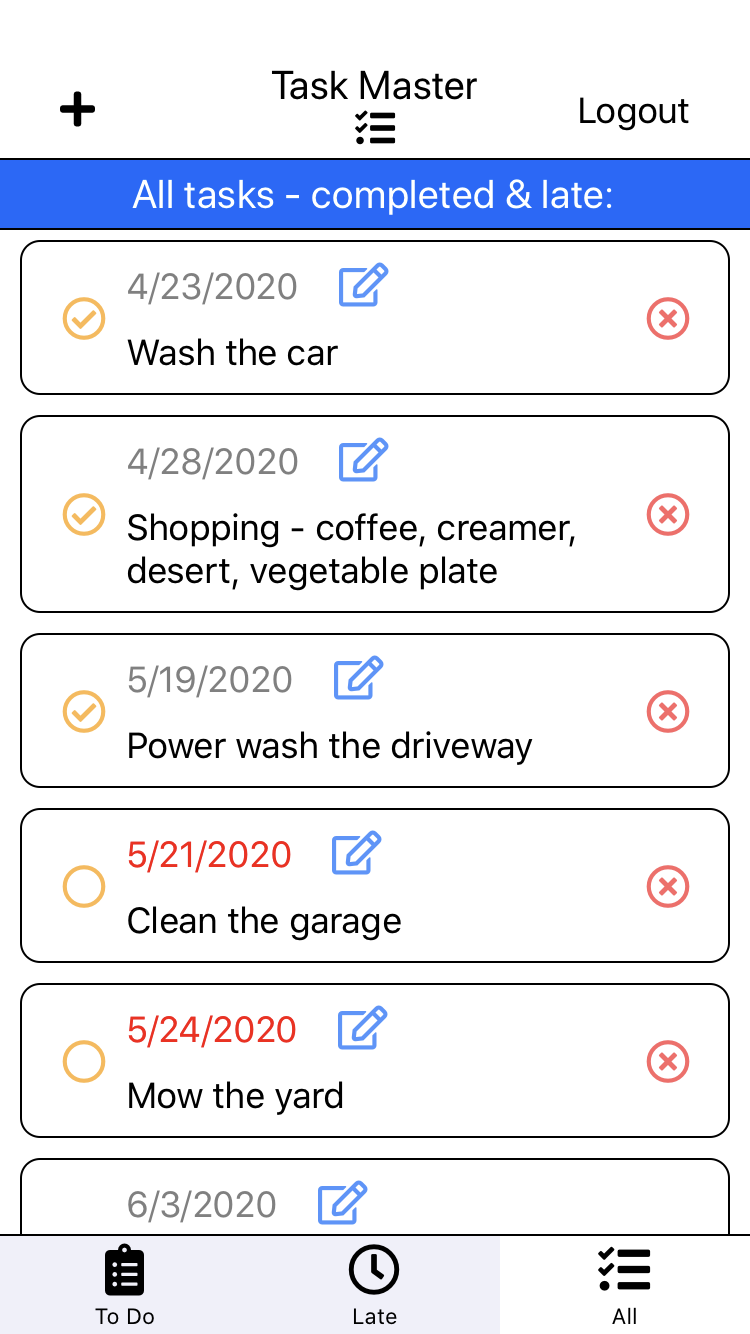 Task Master
Logout
All tasks - completed & late:
4/23/2020
Wash the car
4/28/2020
Shopping - coffee, creamer,
desert, vegetable plate
5/19/2020
Power wash the driveway
5/21/2020
Clean the garage
5/24/2020
Mow the yard
6/3/2020
To Do
Late
All